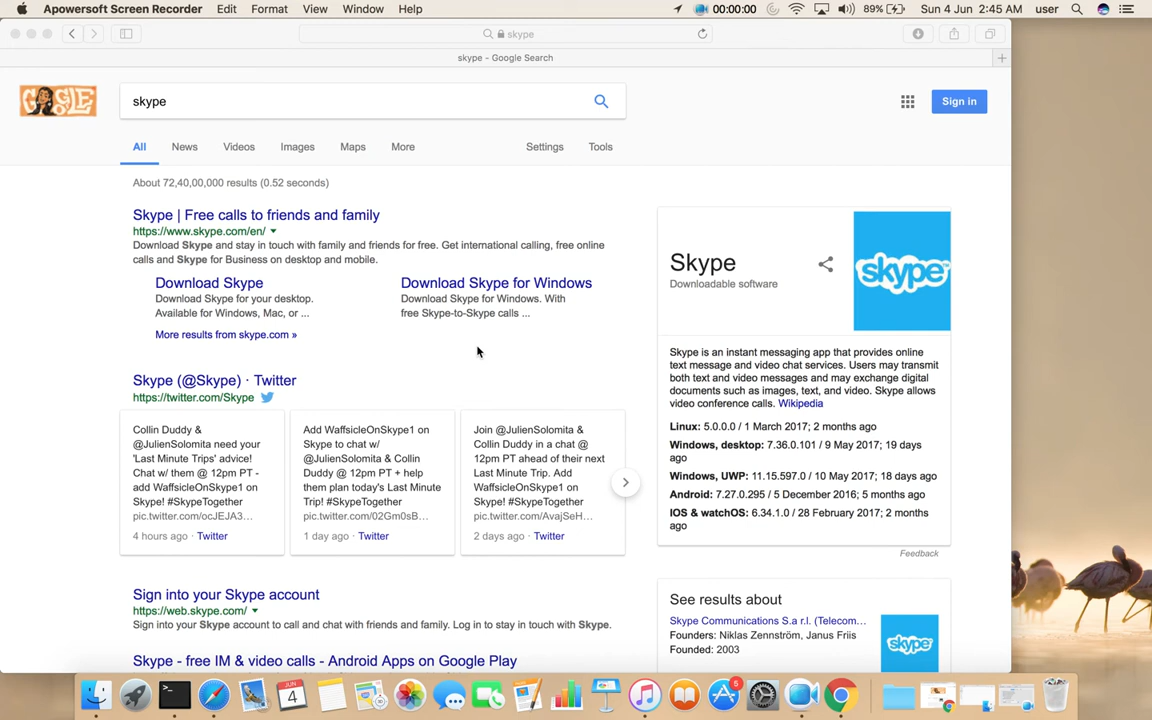 Apowersoft Screen Recorder Edit Format View Window Help 00:00:00 89% Sun 4 Jun 2:45 AM user
skype
skype - Google Search
skype
Sign in
All News Videos Images Maps More Settings Tools
About 72,40,00,000 results (0.52 seconds)
Skype | Free calls to friends and family
https://www.skype.com/en/
Download Skype and stay in touch with family and friends for free. Get international calling, free online
calls and Skype for Business on desktop and mobile.
Download Skype
Download Skype for your desktop.
Available for Windows, Mac, or ...
Download Skype for Windows
Download Skype for Windows. With
free Skype-to-Skype calls ...
More results from skype.com »
Skype (@Skype) · Twitter
https://twitter.com/Skype
Collin Duddy &
@JulienSolomita need your
'Last Minute Trips' advice!
Chat w/ them @ 12pm PT -
add WaffsicleOnSkype1 on
Skype! #SkypeTogether
pic.twitter.com/ocJEJA3...
4 hours ago · Twitter
Add WaffsicleOnSkype1 on
Skype to chat w/
@JulienSolomita & Collin
Duddy @ 12pm PT + help
them plan today's Last Minute
Trip! #SkypeTogether
pic.twitter.com/02Gm0sB...
1 day ago · Twitter
Join @JulienSolomita &
Collin Duddy in a chat @
12pm PT ahead of their next
Last Minute Trip. Add
WaffsicleOnSkype1 on
Skype! #SkypeTogether
pic.twitter.com/AvajSeH...
2 days ago · Twitter
Sign into your Skype account
https://web.skype.com/
Sign into your Skype account to call and chat with friends and family. Log in to stay in touch with Skype.
Skype - free IM & video calls - Android Apps on Google Play
Skype
Downloadable software
skype
Skype is an instant messaging app that provides online
text message and video chat services. Users may transmit
both text and video messages and may exchange digital
documents such as images, text, and video. Skype allows
video conference calls. Wikipedia
Linux: 5.0.0.0 / 1 March 2017; 2 months ago
Windows, desktop: 7.36.0.101 / 9 May 2017; 19 days
ago
Windows, UWP: 11.15.597.0 / 10 May 2017; 18 days ago
Android: 7.27.0.295 / 5 December 2016; 5 months ago
IOS & watchOS: 6.34.1.0 / 28 February 2017; 2 months
ago
Feedback
See results about
Skype Communications S.a r.l. (Telecom...
Founders: Niklas Zennström, Janus Friis
Founded: 2003
skype
JUN
4
5